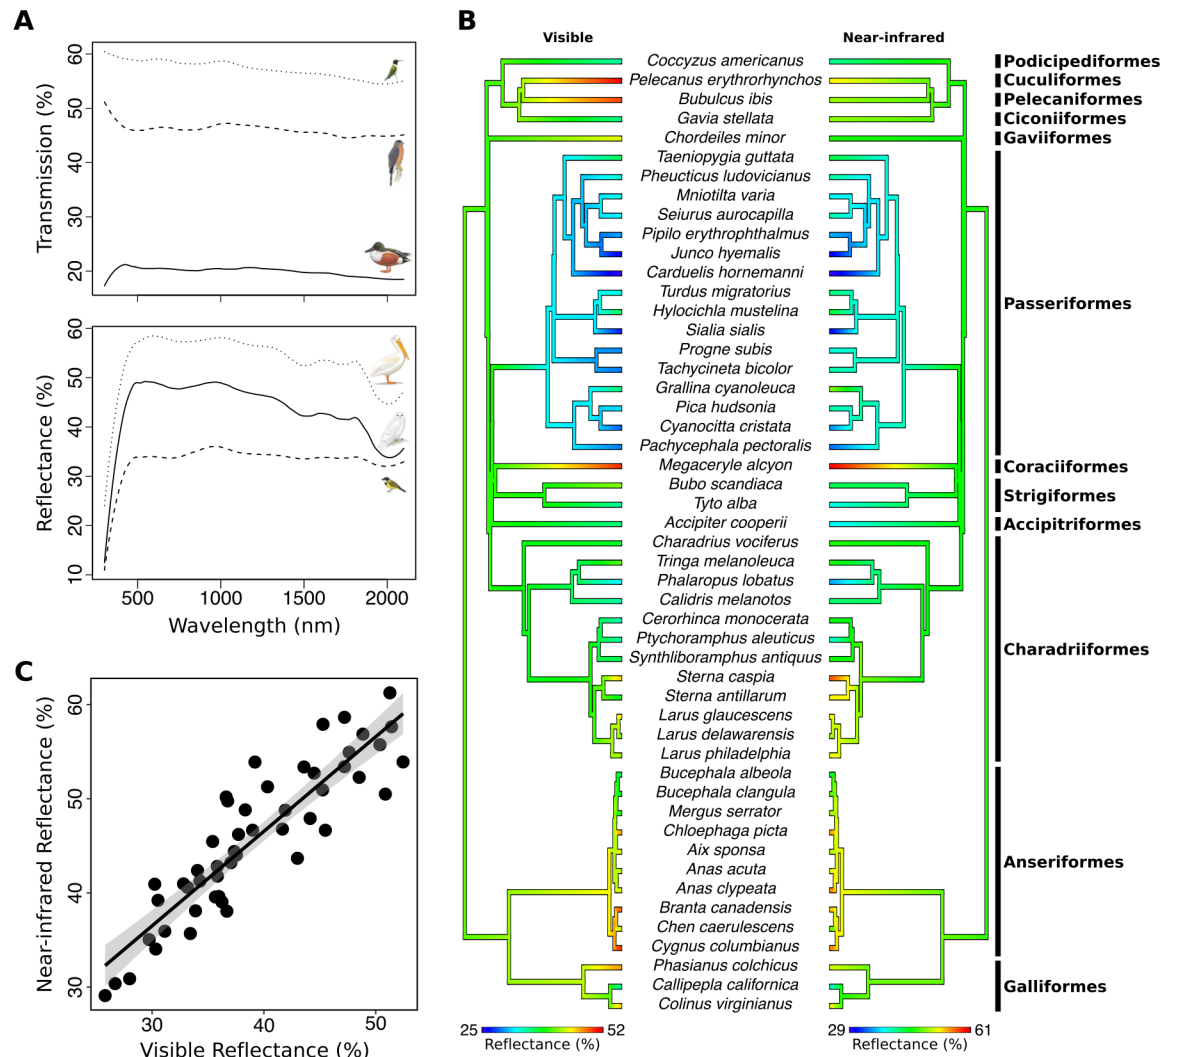 A
Transmission (%)
60
50
40
30
20
Reflectance (%)
60
50
40
30
20
10
500
1000
1500
2000
Wavelength (nm)
B
Visible
Near-infrared
Coccyzus americanus
Pelecanus erythrorhynchos
Bubulcus ibis
Gavia stellata
Chordeiles minor
Taeniopygia guttata
Pheucticus ludovicianus
Mniotilta varia
Seiurus aurocapilla
Pipilo erythrophthalmus
Junco hyemalis
Carduelis hornemanni
Turdus migratorius
Hylocichla mustelina
Sialia sialis
Progne subis
Tachycineta bicolor
Grallina cyanoleuca
Pica hudsonia
Cyanocitta cristata
Pachycephala pectoralis
Megaceryle alcyon
Bubo scandiaca
Tyto alba
Accipiter cooperii
Charadrius vociferus
Tringa melanoleuca
Phalaropus lobatus
Calidris melanotos
Cerorhinca monocerata
Ptychoramphus aleuticus
Synthliboramphus antiquus
Sterna caspia
Sterna antillarum
Larus glaucescens
Larus delawarensis
Larus philadelphia
Bucephala albeola
Bucephala clangula
Mergus serrator
Chloephaga picta
Aix sponsa
Anas acuta
Anas clypeata
Branta canadensis
Chen caerulescens
Cygnus columbianus
Phasianus colchicus
Callipepla californica
Colinus virginianus
Podicipediformes
Cuculiformes
Pelecaniformes
Ciconiiformes
Gaviiformes
Passeriformes
Coraciiformes
Strigiformes
Accipitriformes
Charadriiformes
Anseriformes
Galliformes
25
52
Reflectance (%)
29
61
Reflectance (%)
C
Near-infrared Reflectance (%)
60
50
40
30
30
40
50
Visible Reflectance (%)